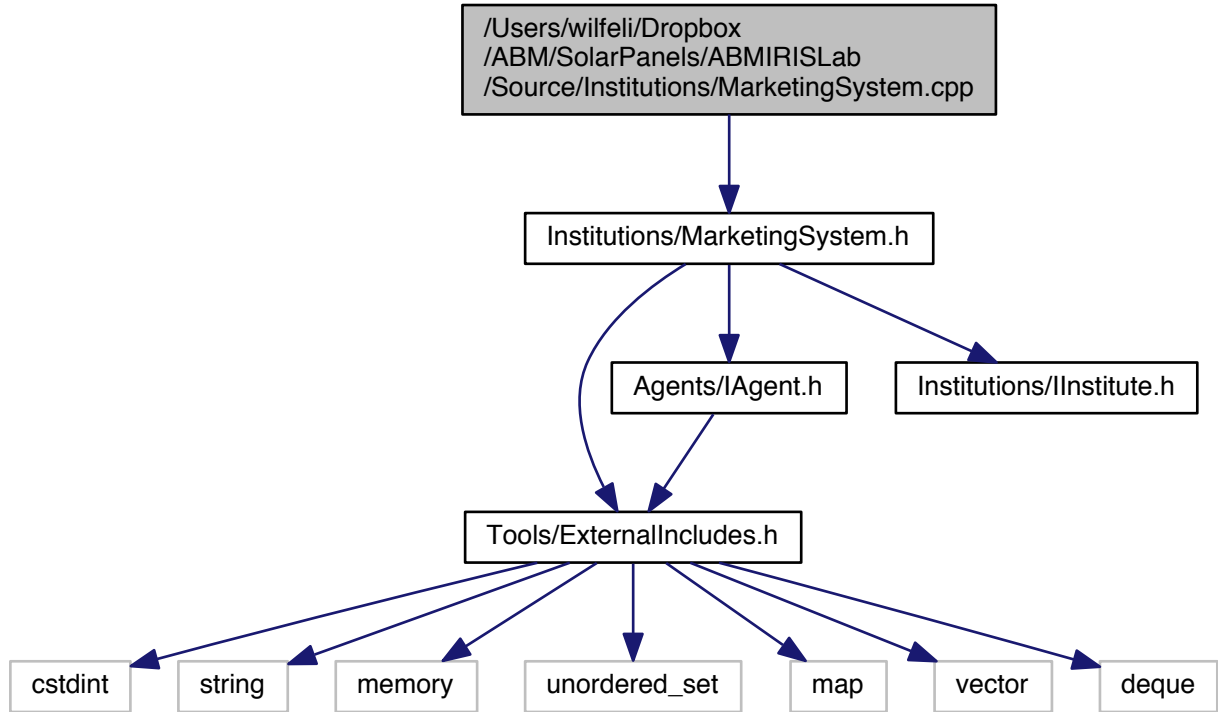 /Users/wilfeli/Dropbox
/ABM/SolarPanels/ABMIRISLab
/Source/Institutions/MarketingSystem.cpp
Institutions/MarketingSystem.h
Agents/IAgent.h
Institutions/IInstitute.h
Tools/ExternalIncludes.h
cstdint
string
memory
unordered_set
map
vector
deque